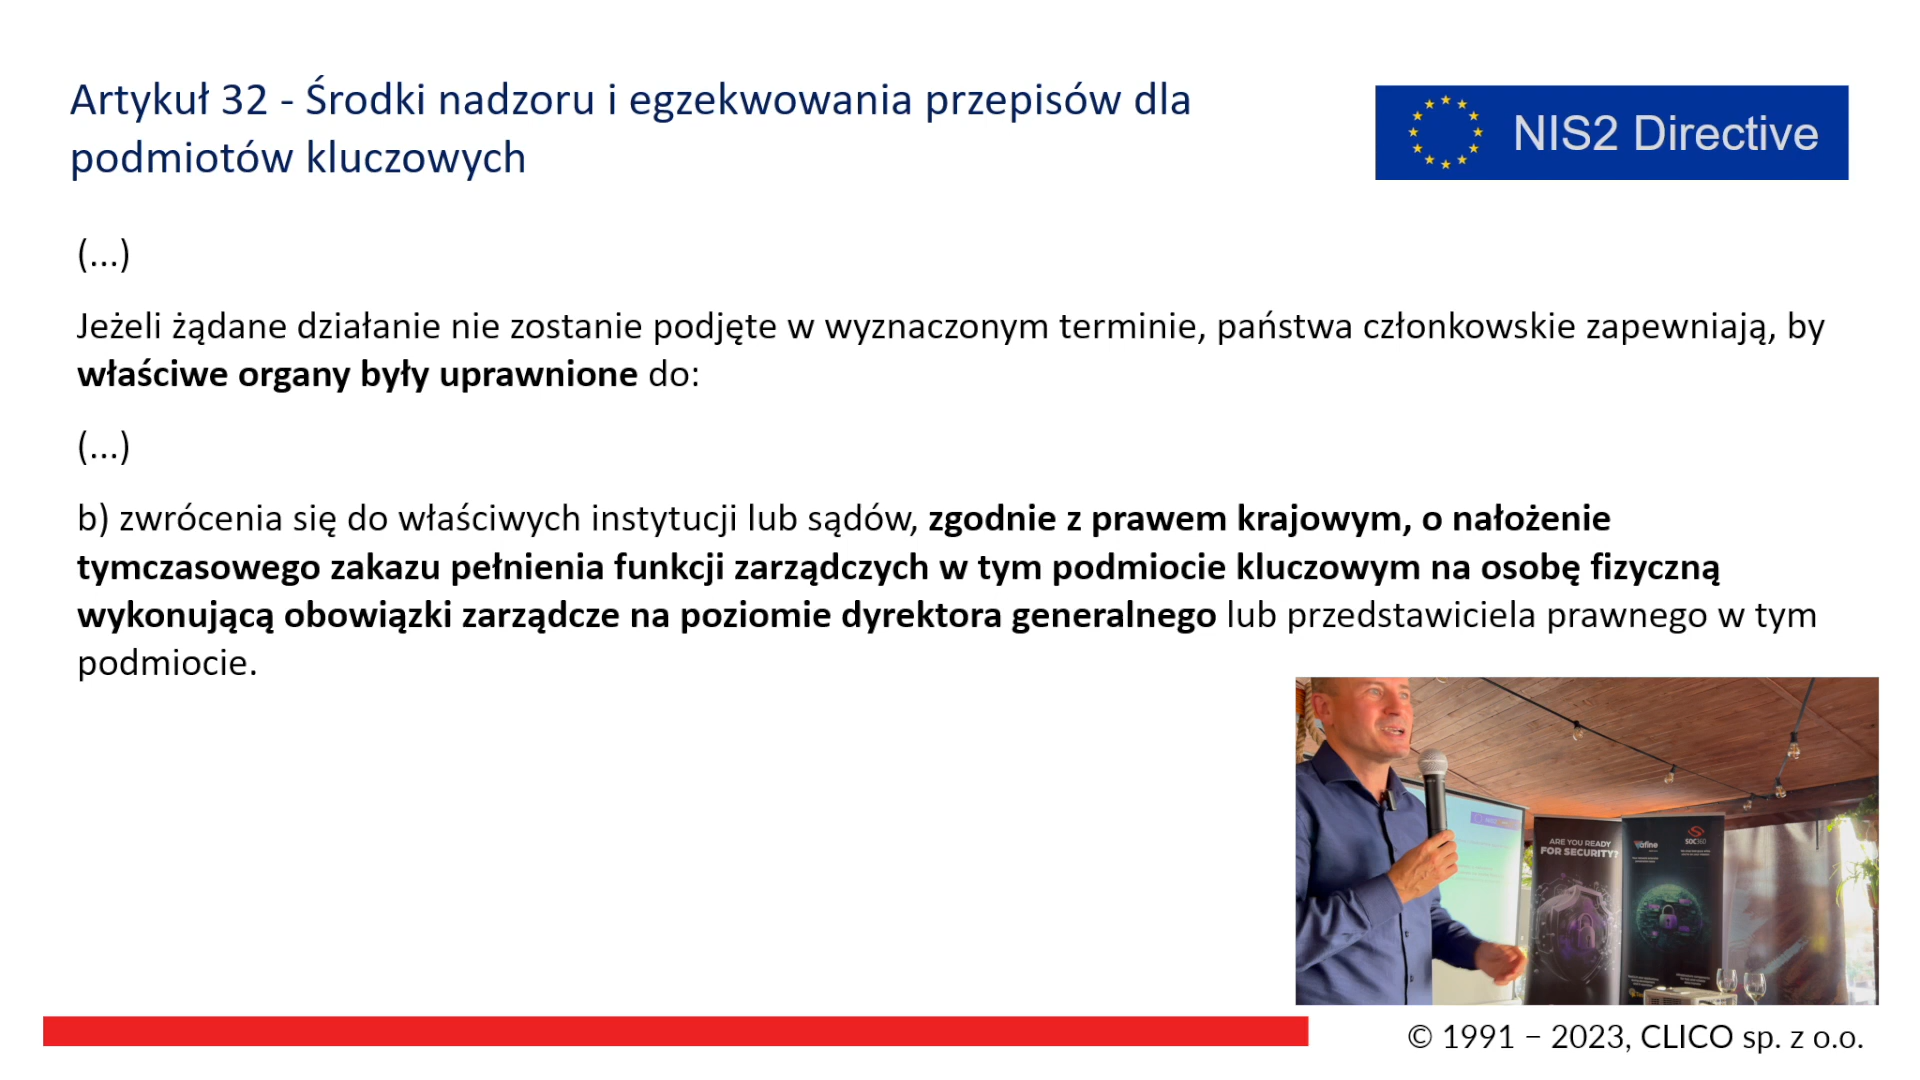 Artykuł 32 - Środki nadzoru i egzekwowania przepisów dla
podmiotów kluczowych
NIS2 Directive
(...)
Jeżeli żądane działanie nie zostanie podjęte w wyznaczonym terminie, państwa członkowskie zapewniają, by
właściwe organy były uprawnione do:
(...)
b) zwrócenia się do właściwych instytucji lub sądów, zgodnie z prawem krajowym, o nałożenie
tymczasowego zakazu pełnienia funkcji zarządczych w tym podmiocie kluczowym na osobę fizyczną
wykonującą obowiązki zarządcze na poziomie dyrektora generalnego lub przedstawiciela prawnego w tym
podmiocie.
ARE YOU READY
FOR SECURITY?
afine
SOC360
© 1991 – 2023, CLICO sp. z o.o.